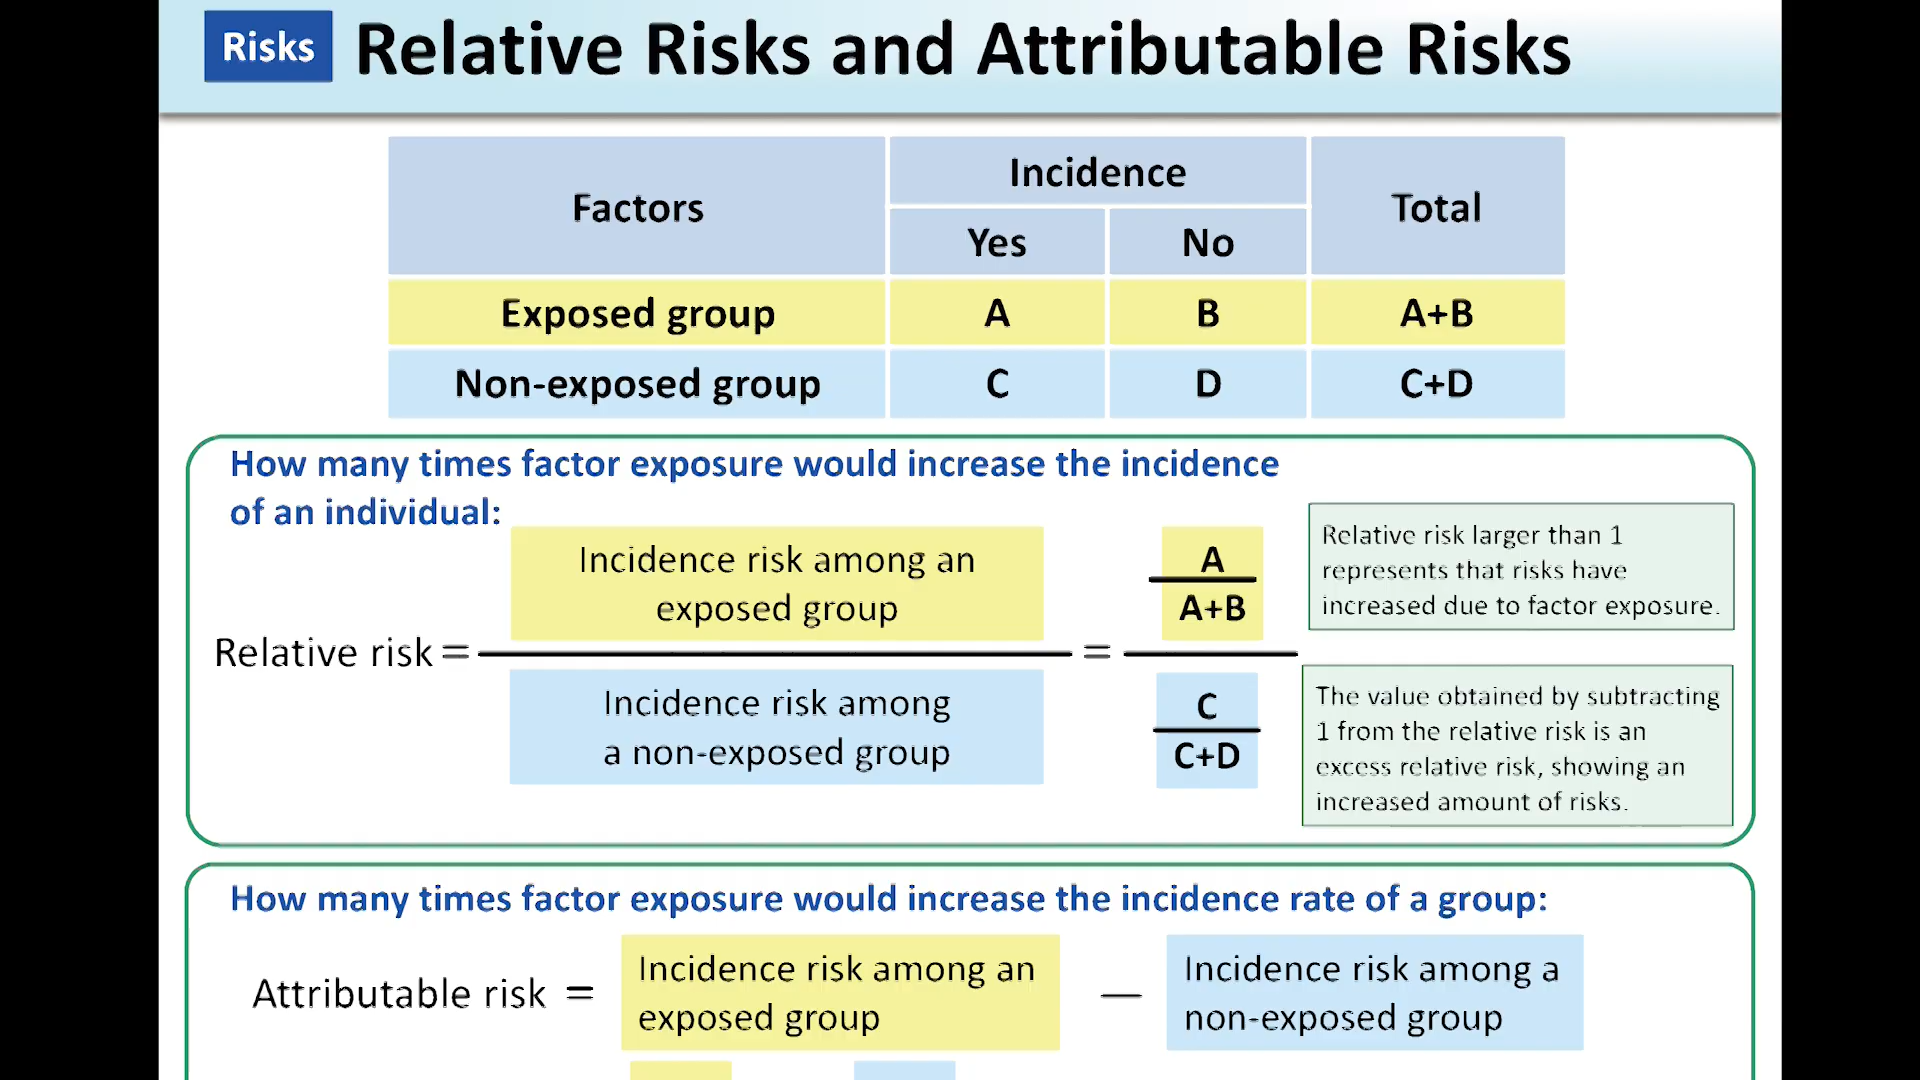 Risks
Relative Risks and Attributable Risks
Factors
Incidence
Total
Yes
No
Exposed group
A
B
A+B
Non-exposed group
C
D
C+D
How many times factor exposure would increase the incidence
of an individual:
Relative risk =
Incidence risk among an
exposed group
Incidence risk among
a non-exposed group
=
A
A+B
C
C+D
Relative risk larger than 1
represents that risks have
increased due to factor exposure.
The value obtained by subtracting
1 from the relative risk is an
excess relative risk, showing an
increased amount of risks.
How many times factor exposure would increase the incidence rate of a group:
Attributable risk =
Incidence risk among an
exposed group
—
Incidence risk among a
non-exposed group